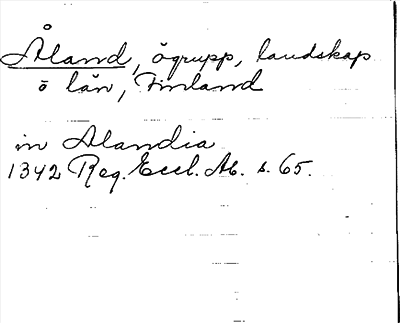 Åland, ögrupp, landskap
o län, Finland
in Alandia
1342 Reg. Eccl. Ab. s. 65.